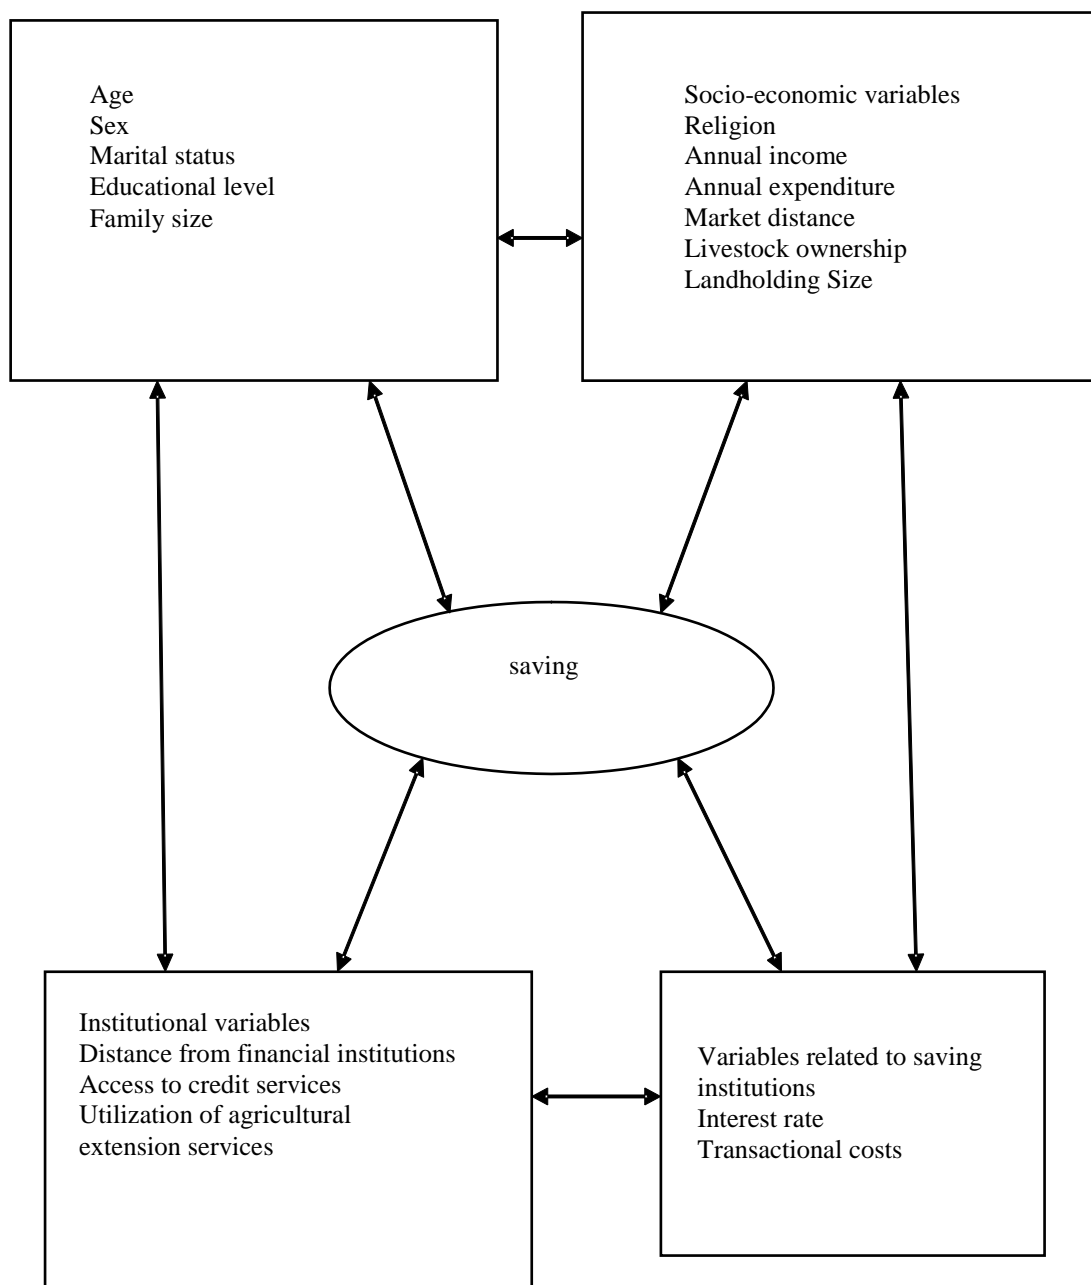 Age
Sex
Marital status
Educational level
Family size
Socio-economic variables
Religion
Annual income
Annual expenditure
Market distance
Livestock ownership
Landholding Size
saving
Institutional variables
Distance from financial institutions
Access to credit services
Utilization of agricultural
extension services
Variables related to saving
institutions
Interest rate
Transactional costs